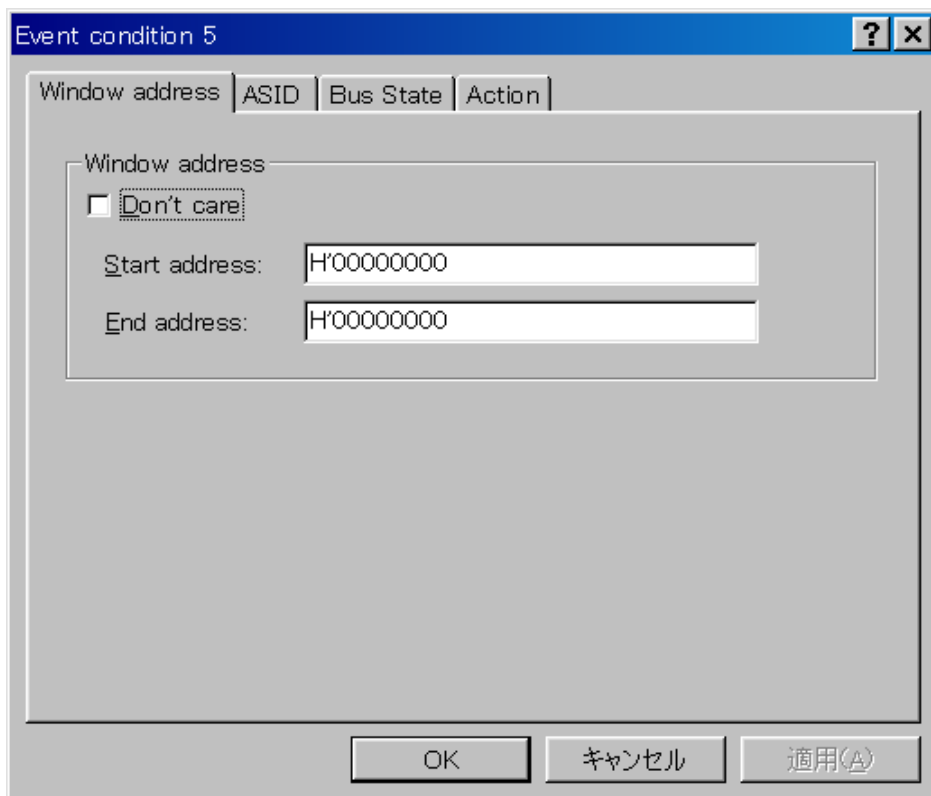 Event condition 5
Window address ASID Bus State Action
Window address
Don't care
Start address: H'00000000
End address: H'00000000
OK キャンセル 適用(A)